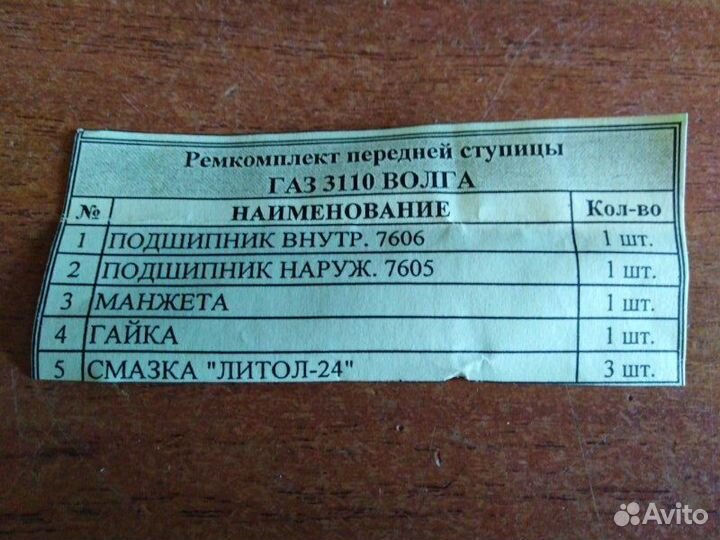 Ремкомплект передней ступицы
ГАЗ 3110 ВОЛГА
№ НАИМЕНОВАНИЕ Кол-во
1 ПОДШИПНИК ВНУТР. 7606 1 шт.
2 ПОДШИПНИК НАРУЖ. 7605 1 шт.
3 МАНЖЕТА 1 шт.
4 ГАЙКА 1 шт.
5 СМАЗКА "ЛИТОЛ-24" 3 шт.
Avito